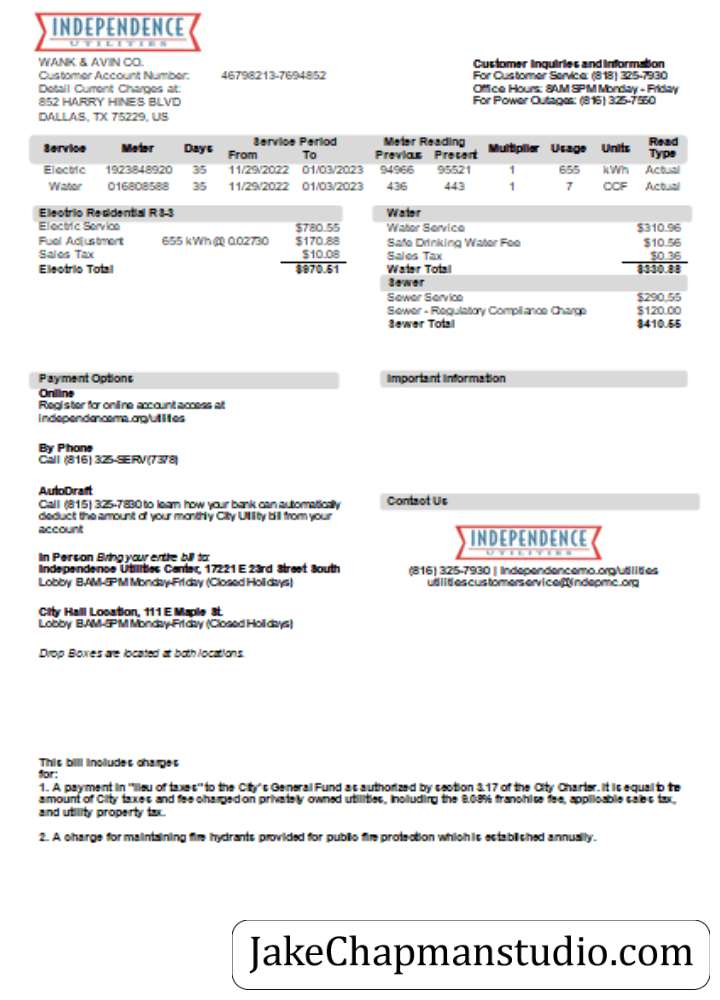 INDEPENDENCE
UTILITIES
WANK & AVIN CO.
Customer Account Number: 46798213-7694852
Detail Current Charges at:
852 HARRY HINES BLVD
DALLAS, TX 75229, US
Customer Inquiries and Information
For Customer Service: (818) 325-7930
Office Hours: 8AM 5PM Monday - Friday
For Power Outages: (816) 325-7550
Service Meter Days Service Period From To Meter Reading Previous Present Multiplier Usage Units Read Type
Electric 1923848920 35 11/29/2022 01/03/2023 94966 95521 1 655 kWh Actual
Water 016808588 35 11/29/2022 01/03/2023 436 443 1 7 CCF Actual
Electric Residential RS-3
Electric Service $780.55
Fuel Adjustment 655 kWh @ 0.02730 $170.88
Sales Tax $10.08
Electric Total $970.51
Water
Water Service $310.96
Safe Drinking Water Fee $10.56
Sales Tax $0.36
Water Total $330.88
Sewer
Sewer Service $290,55
Sewer - Regulatory Compliance Charge $120.00
Sewer Total $410.55
Payment Options
Online
Register for online account access at
independencema.org/utilities
By Phone
Call (816) 325-SERV(7378)
AutoDraft
Call (815) 325-7830 to learn how your bank can automatically
deduct the amount of your monthly City Utility bill from your
account
In Person Bring your entire bill to:
Independence Utilities Center, 17221 E 23rd Street South
Lobby 8AM-5PM Monday-Friday (Closed Holidays)
City Hall Location, 111 E Maple St.
Lobby 8AM-5PM Monday-Friday (Closed Holidays)
Drop Boxes are located at both locations.
Important Information
Contact Us
INDEPENDENCE
UTILITIES
(816) 325-7930 | Independencemo.org/utilities
utilitiescustomerservice@indepmc.org
This bill includes charges
for:
1. A payment in "lieu of taxes" to the City's General Fund as authorized by section 3.17 of the City Charter. It is equal to the
amount of City taxes and fee charged on privately owned utilities, including the 9.08% franchise fee, applicable sales tax,
and utility property tax.
2. A charge for maintaining fire hydrants provided for public fire protection which is established annually.
JakeChapmanstudio.com